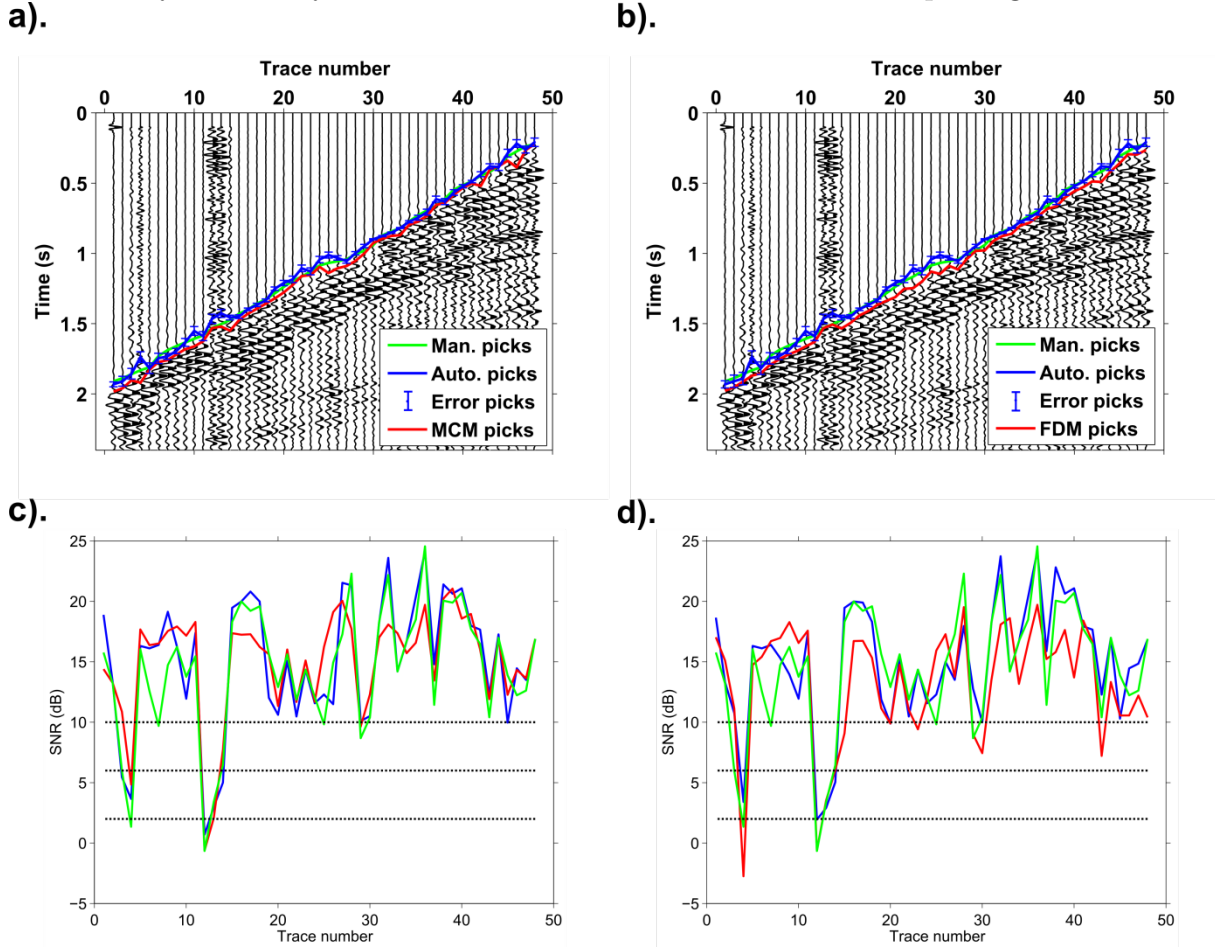 a).
Trace number
0 10 20 30 40 50
0
0.5
1
1.5
2
Time (s)
Man. picks
Auto. picks
Error picks
MCM picks
b).
Trace number
0 10 20 30 40 50
0
0.5
1
1.5
2
Time (s)
Man. picks
Auto. picks
Error picks
FDM picks
c).
25
20
15
10
5
0
−5
SNR (dB)
0 10 20 30 40 50
Trace number
d).
25
20
15
10
5
0
−5
SNR (dB)
0 10 20 30 40 50
Trace number